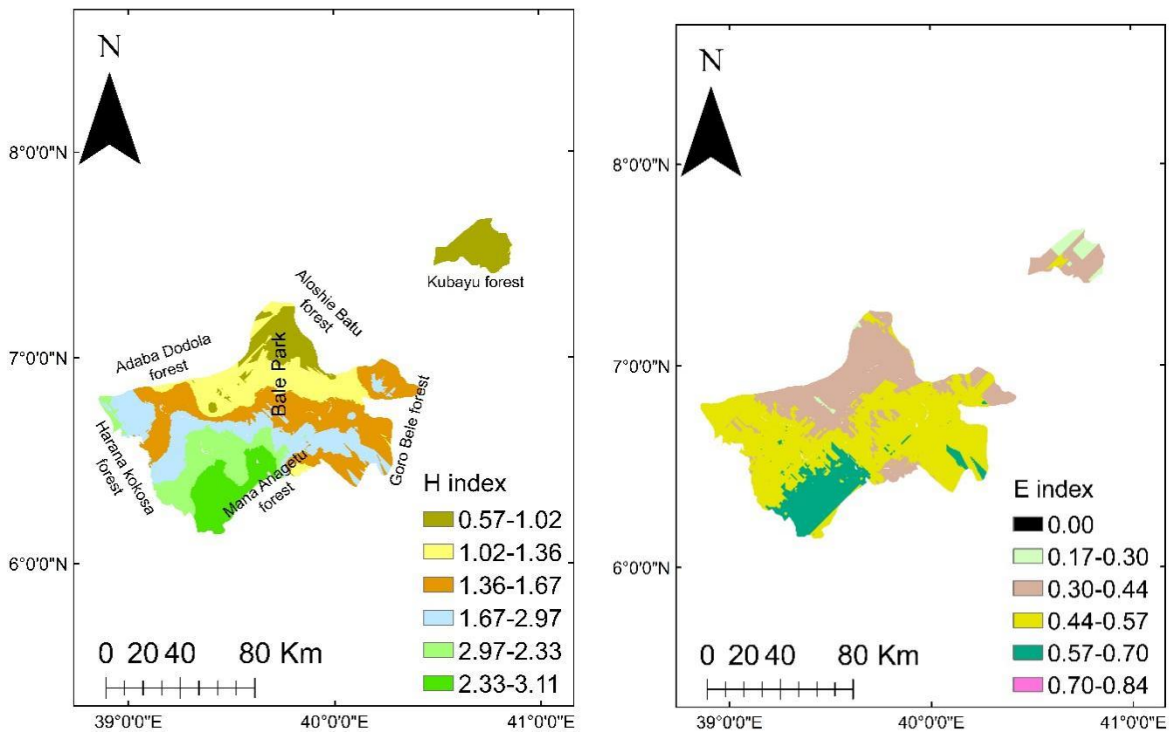 N
8°0'0"N
7°0'0"N
6°0'0"N
Kubayu forest
Aloshie Batu
forest
Adaba Dodola
forest
Bale Park
Harana kokosa
forest
Mana Anagetu
forest
Goro Bele forest
H index
0.57-1.02
1.02-1.36
1.36-1.67
1.67-2.97
2.97-2.33
2.33-3.11
0 20 40 80 Km
39°0'0"E 40°0'0"E 41°0'0"E
N
8°0'0"N
7°0'0"N
6°0'0"N
E index
0.00
0.17-0.30
0.30-0.44
0.44-0.57
0.57-0.70
0.70-0.84
0 20 40 80 Km
39°0'0"E 40°0'0"E 41°0'0"E